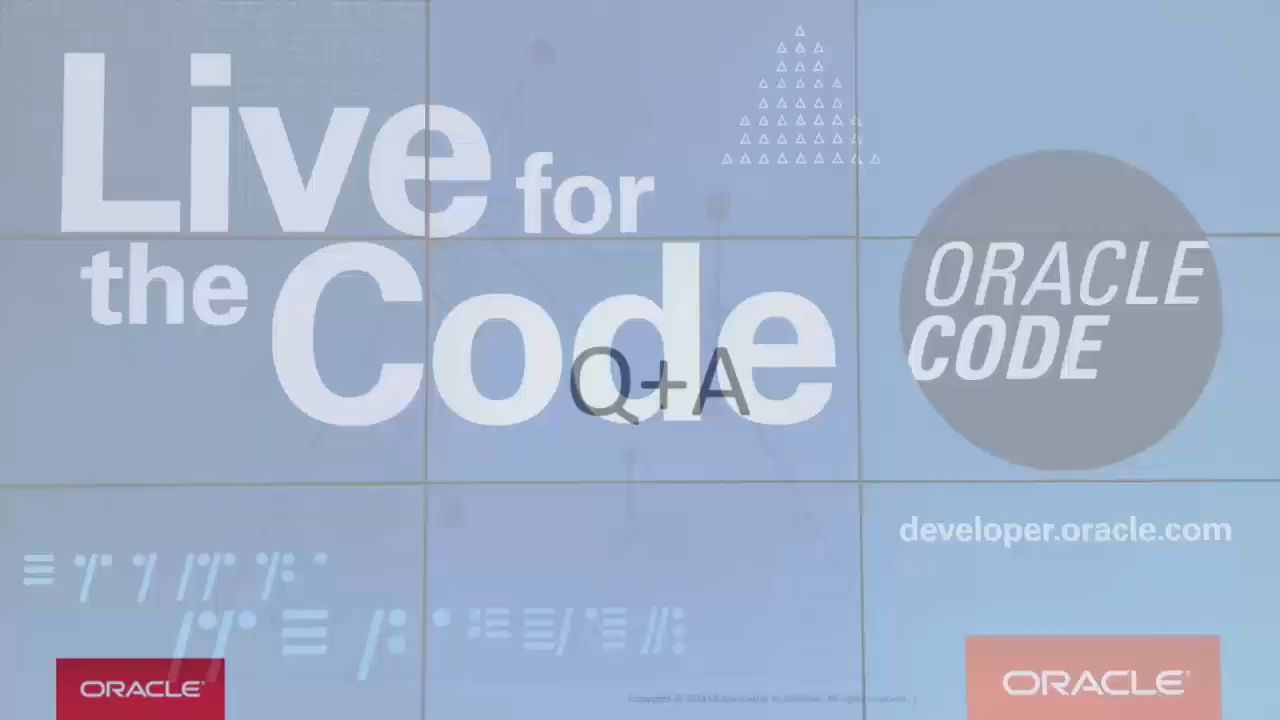 Live for
the Code
ORACLE
CODE
Q+A
developer.oracle.com
ORACLE
ORACLE